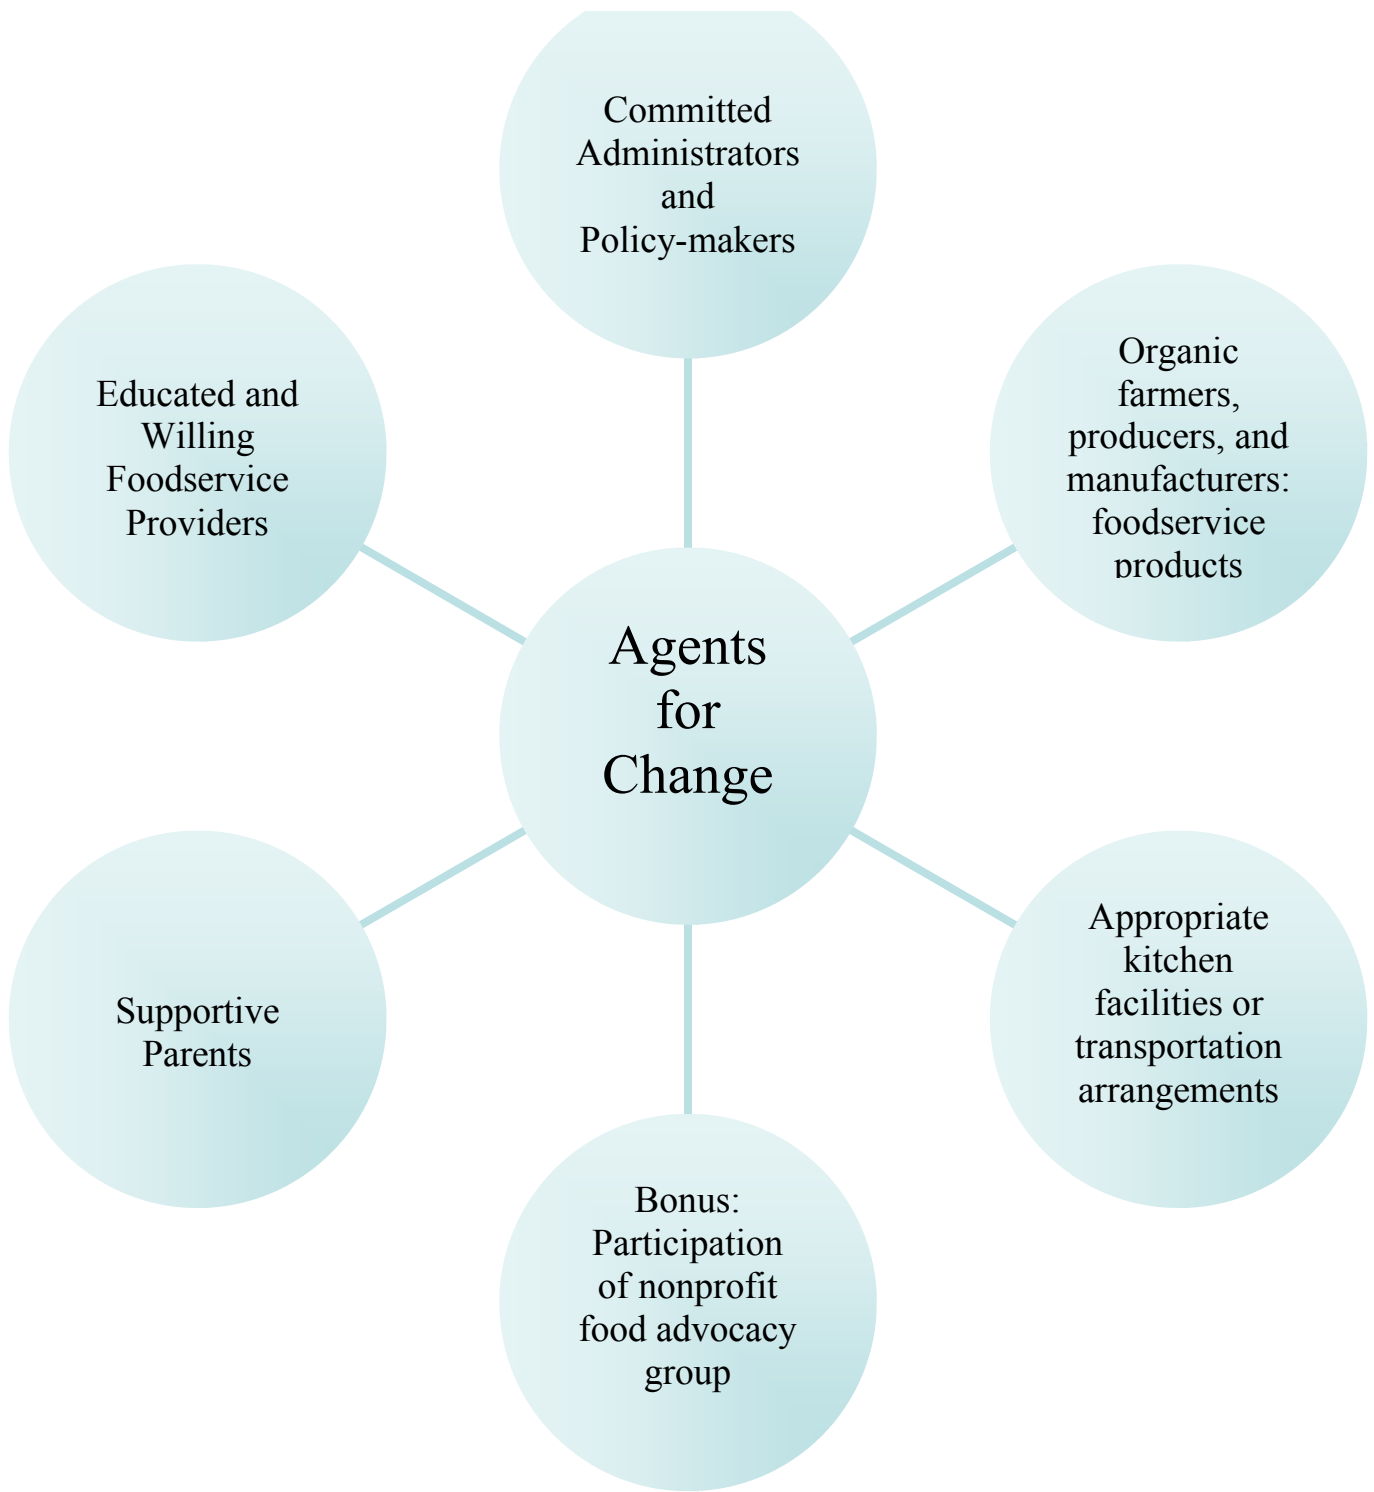 Committed
Administrators
and
Policy-makers
Organic
farmers,
producers, and
manufacturers:
foodservice
products
Educated and
Willing
Foodservice
Providers
Agents
for
Change
Appropriate
kitchen
facilities or
transportation
arrangements
Supportive
Parents
Bonus:
Participation
of nonprofit
food advocacy
group